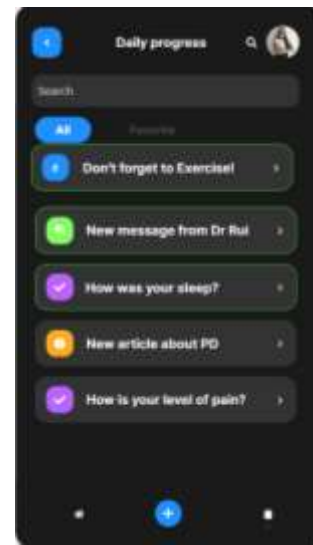 Daily progress
Search
All
Favorite
Don't forget to Exercise!
New message from Dr Rui
How was your sleep?
New article about PD
How is your level of pain?